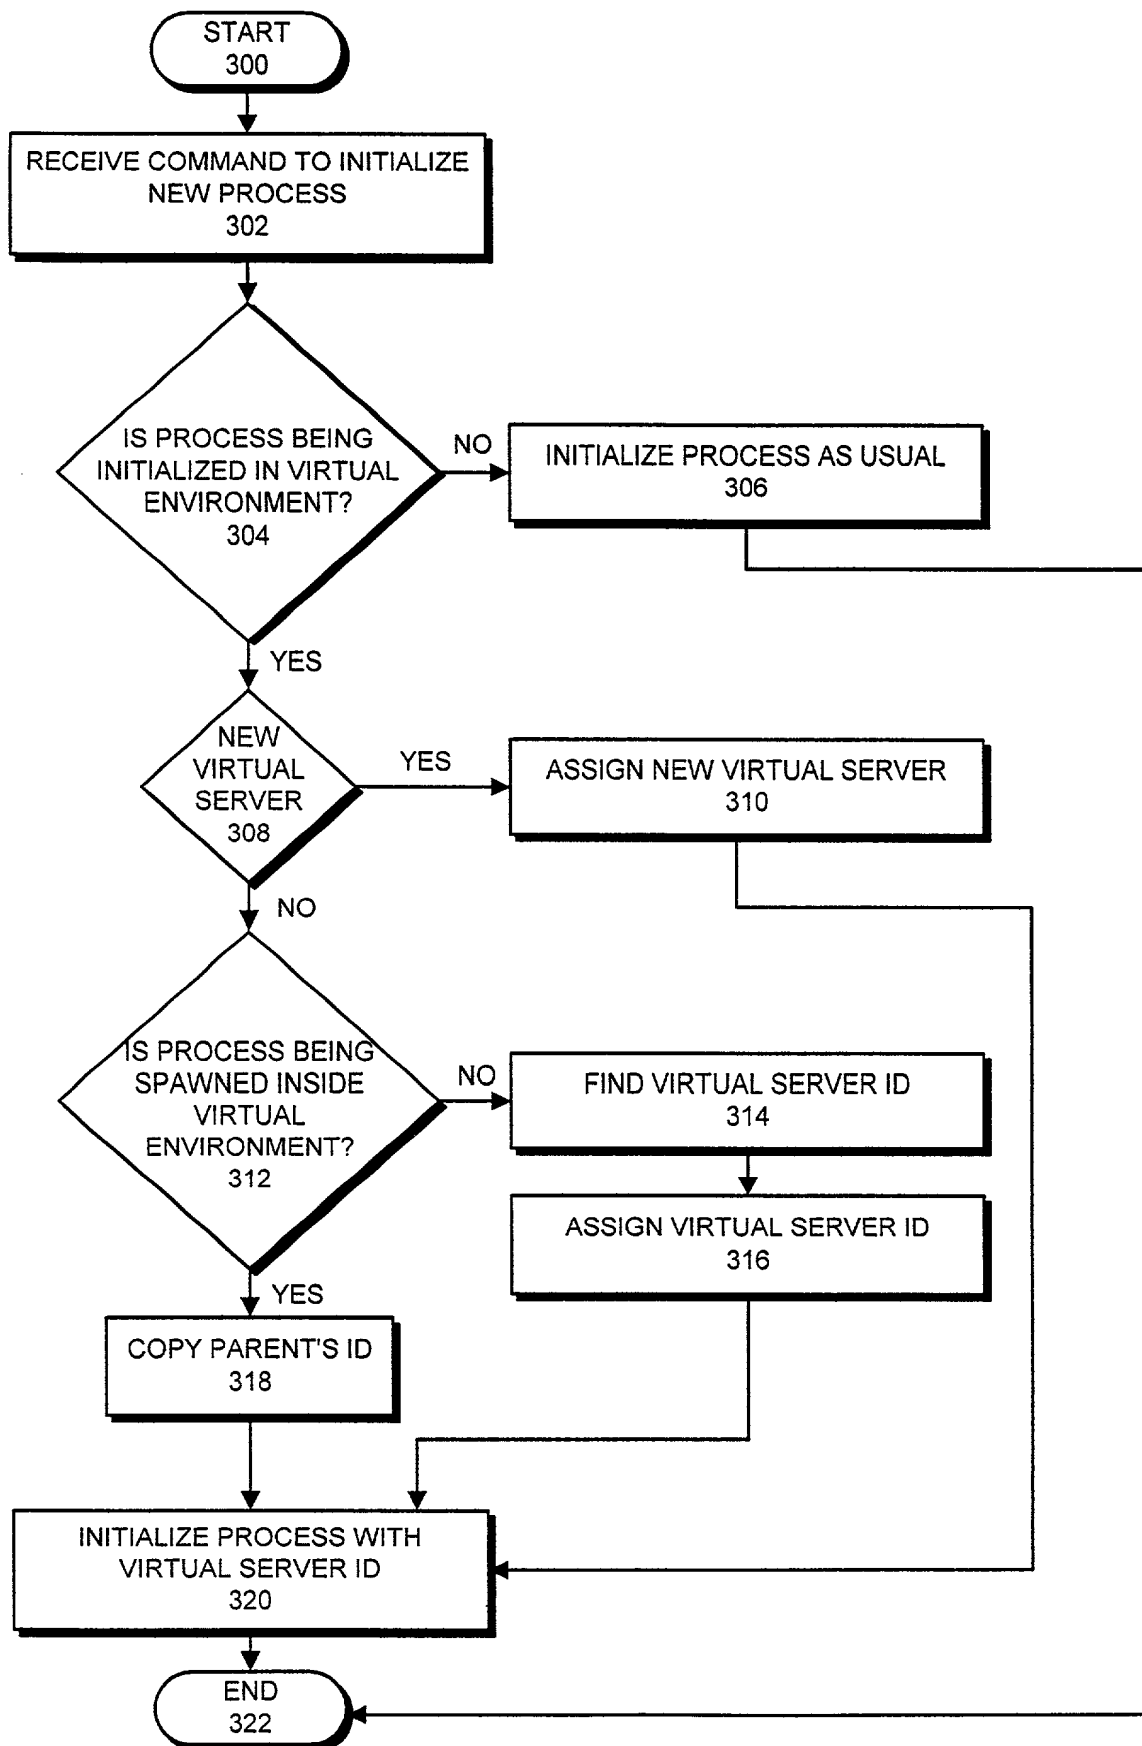 START
300
RECEIVE COMMAND TO INITIALIZE
NEW PROCESS
302
IS PROCESS BEING
INITIALIZED IN VIRTUAL
ENVIRONMENT?
304
NO
INITIALIZE PROCESS AS USUAL
306
YES
NEW
VIRTUAL
SERVER
308
YES
ASSIGN NEW VIRTUAL SERVER
310
NO
IS PROCESS BEING
SPAWNED INSIDE
VIRTUAL
ENVIRONMENT?
312
NO
FIND VIRTUAL SERVER ID
314
ASSIGN VIRTUAL SERVER ID
316
YES
COPY PARENT'S ID
318
INITIALIZE PROCESS WITH
VIRTUAL SERVER ID
320
END
322